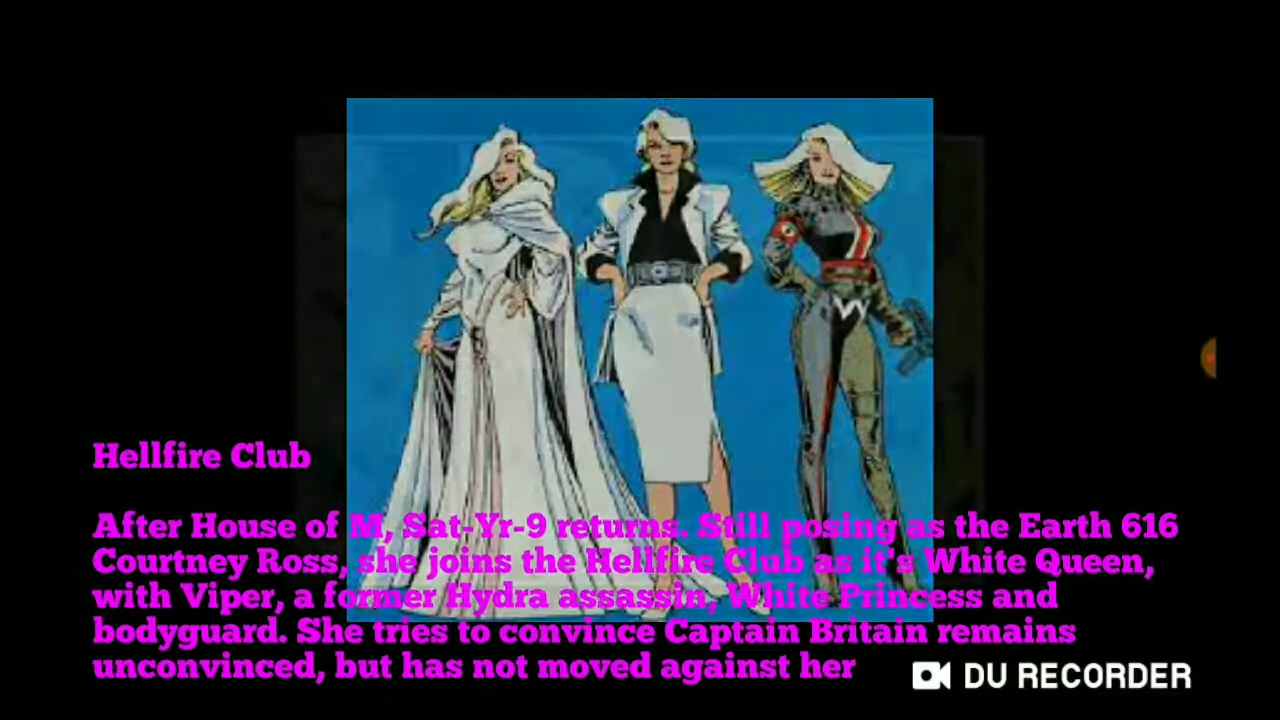 Hellfire Club
After House of M, Sat-Yr-9 returns. Still posing as the Earth 616
Courtney Ross, she joins the Hellfire Club as it's White Queen,
with Viper, a former Hydra assassin, White Princess and
bodyguard. She tries to convince Captain Britain remains
unconvinced, but has not moved against her
DU RECORDER